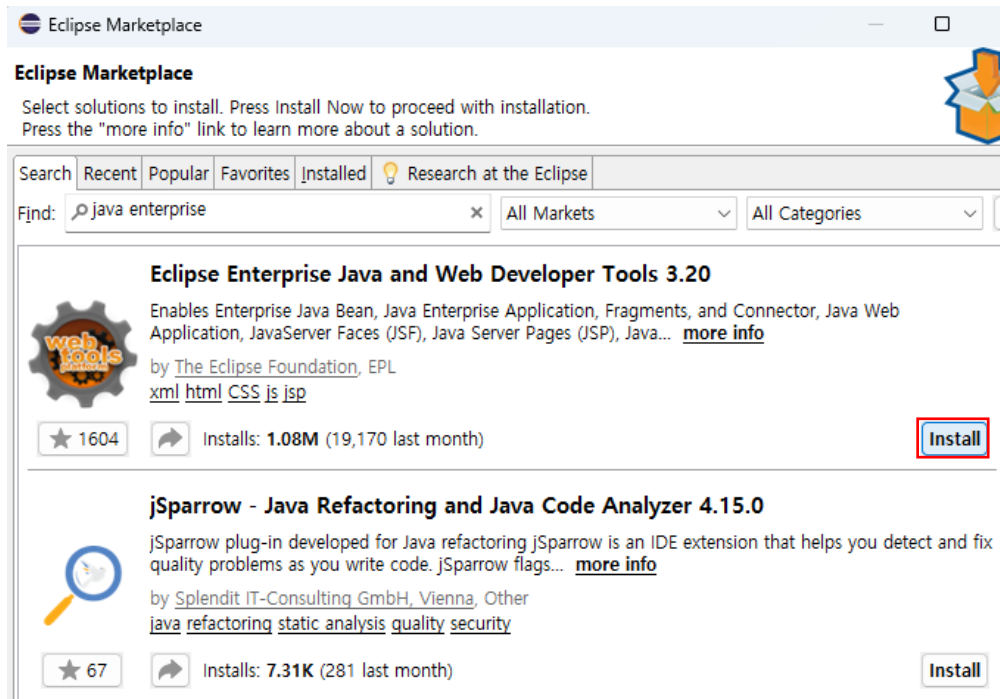 Eclipse Marketplace
Eclipse Marketplace
Select solutions to install. Press Install Now to proceed with installation.
Press the "more info" link to learn more about a solution.
Search Recent Popular Favorites Installed Research at the Eclipse
Find: java enterprise All Markets All Categories
Eclipse Enterprise Java and Web Developer Tools 3.20
Enables Enterprise Java Bean, Java Enterprise Application, Fragments, and Connector, Java Web
Application, JavaServer Faces (JSF), Java Server Pages (JSP), Java... more info
web
tools
platform
by The Eclipse Foundation, EPL
xml html CSS js jsp
1604 Installs: 1.08M (19,170 last month) Install
jSparrow - Java Refactoring and Java Code Analyzer 4.15.0
jSparrow plug-in developed for Java refactoring jSparrow is an IDE extension that helps you detect and fix
quality problems as you write code. jSparrow flags... more info
by Splendit IT-Consulting GmbH, Vienna, Other
java refactoring static analysis quality security
67 Installs: 7.31K (281 last month) Install